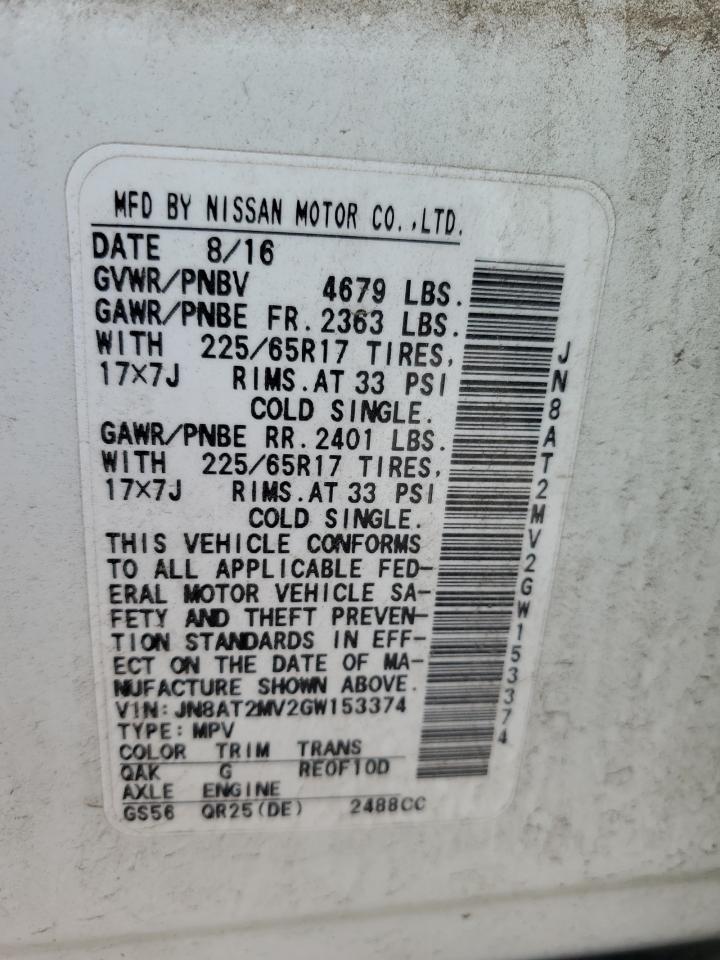 MFD BY NISSAN MOTOR CO.,LTD.
DATE 8/16
GVWR/PNBV 4679 LBS.
GAWR/PNBE FR. 2363 LBS.
WITH 225/65R17 TIRES,
17×7J RIMS. AT 33 PSI
COLD SINGLE.
GAWR/PNBE RR. 2401 LBS.
WITH 225/65R17 TIRES,
17×7J RIMS. AT 33 PSI
COLD SINGLE.
THIS VEHICLE CONFORMS
TO ALL APPLICABLE FED-
ERAL MOTOR VEHICLE SA-
FETY AND THEFT PREVEN-
TION STANDARDS IN EFF-
ECT ON THE DATE OF MA-
NUFACTURE SHOWN ABOVE.
VIN: JN8AT2MV2GW153374
TYPE: MPV
COLOR TRIM TRANS
QAK G RE0F10D
AXLE ENGINE
GS56 QR25(DE) 2488CC
JN8AT2MV2GW153374